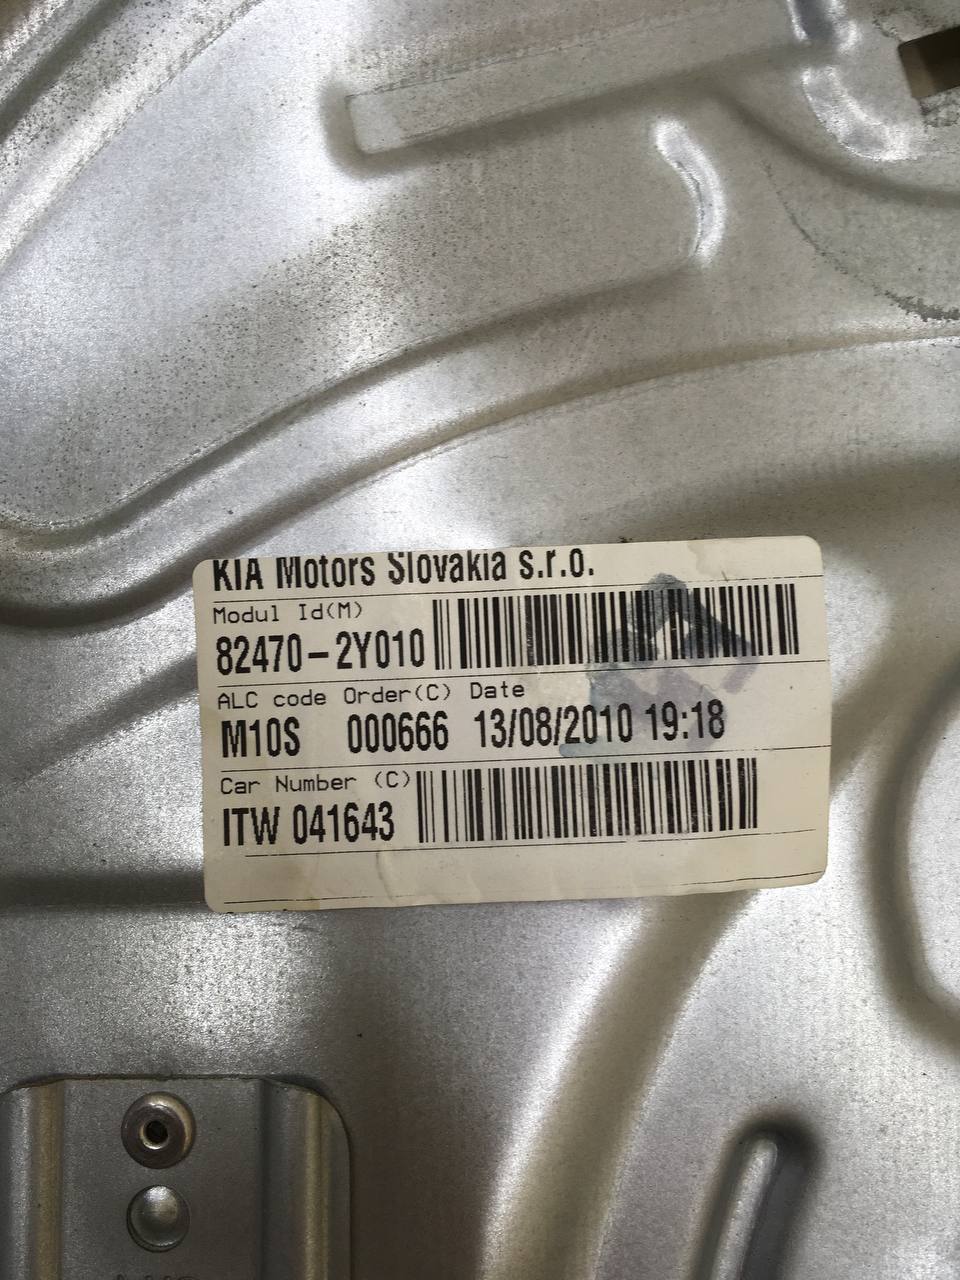 KIA Motors Slovakia s.r.o.
Modul Id(M)
82470-2Y010
ALC code Order(C) Date
M10S 000666 13/08/2010 19:18
Car Number (C)
ITW 041643